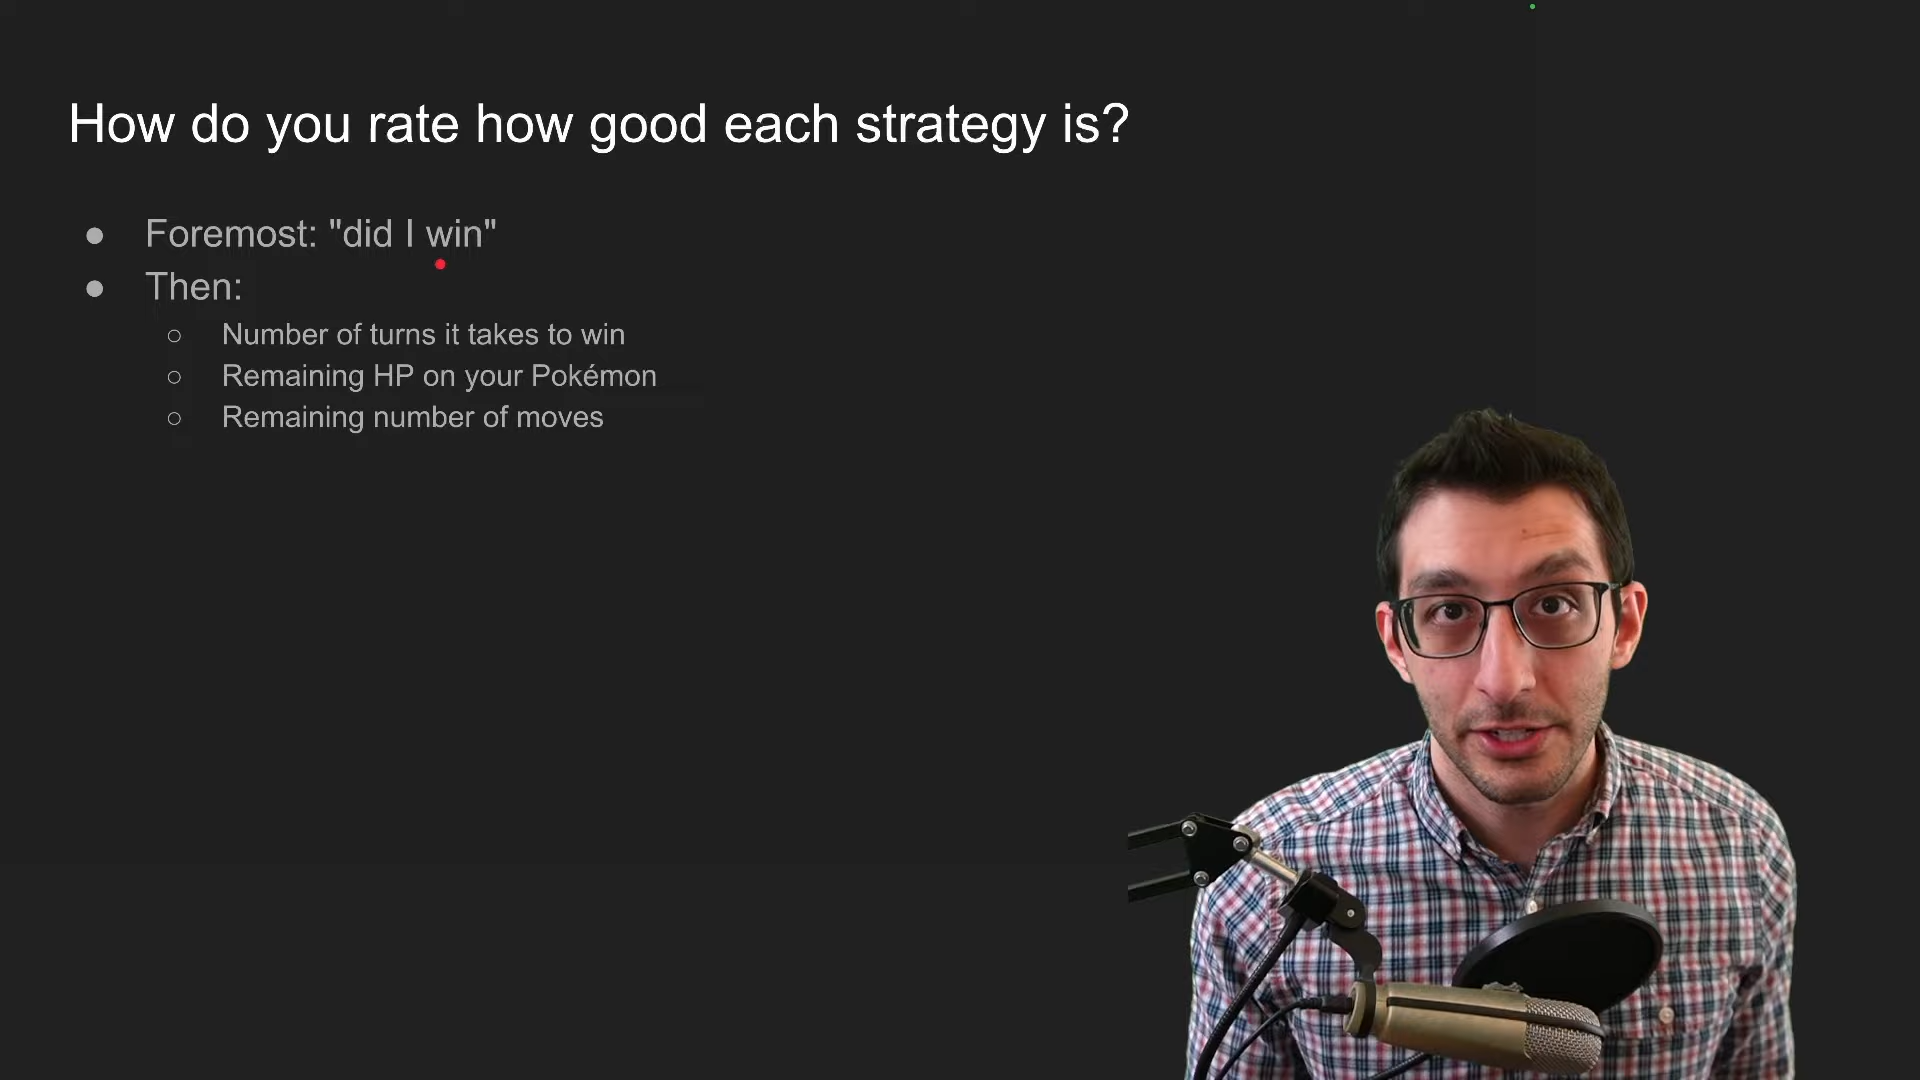 How do you rate how good each strategy is?
● Foremost: "did I win"
● Then:
○ Number of turns it takes to win
○ Remaining HP on your Pokémon
○ Remaining number of moves